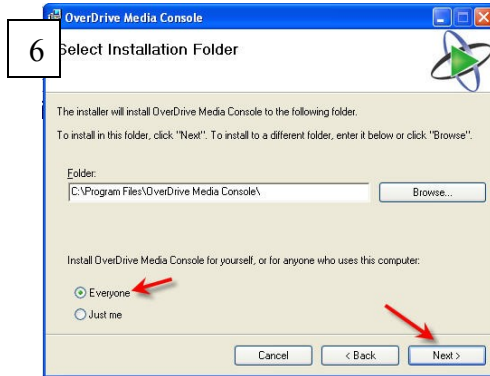 OverDrive Media Console
6
Select Installation Folder
The installer will install OverDrive Media Console to the following folder.
To install in this folder, click "Next". To install to a different folder, enter it below or click "Browse".
Folder:
C:\Program Files\OverDrive Media Console\
Browse...
Install OverDrive Media Console for yourself, or for anyone who uses this computer:
Everyone
Just me
Cancel
< Back
Next >